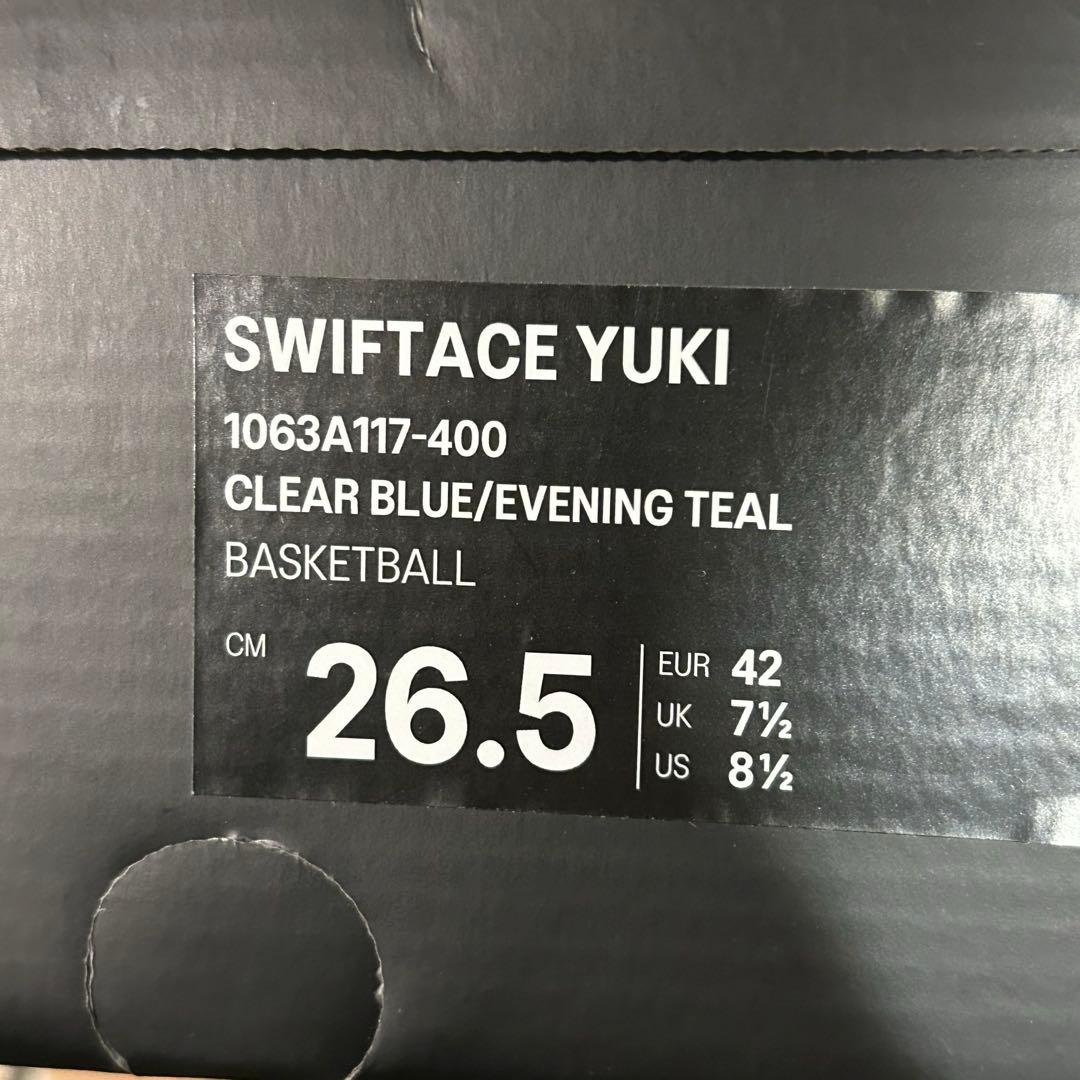 SWIFTACE YUKI
1063A117-400
CLEAR BLUE/EVENING TEAL
BASKETBALL
CM 26.5
EUR 42
UK 7½
US 8½